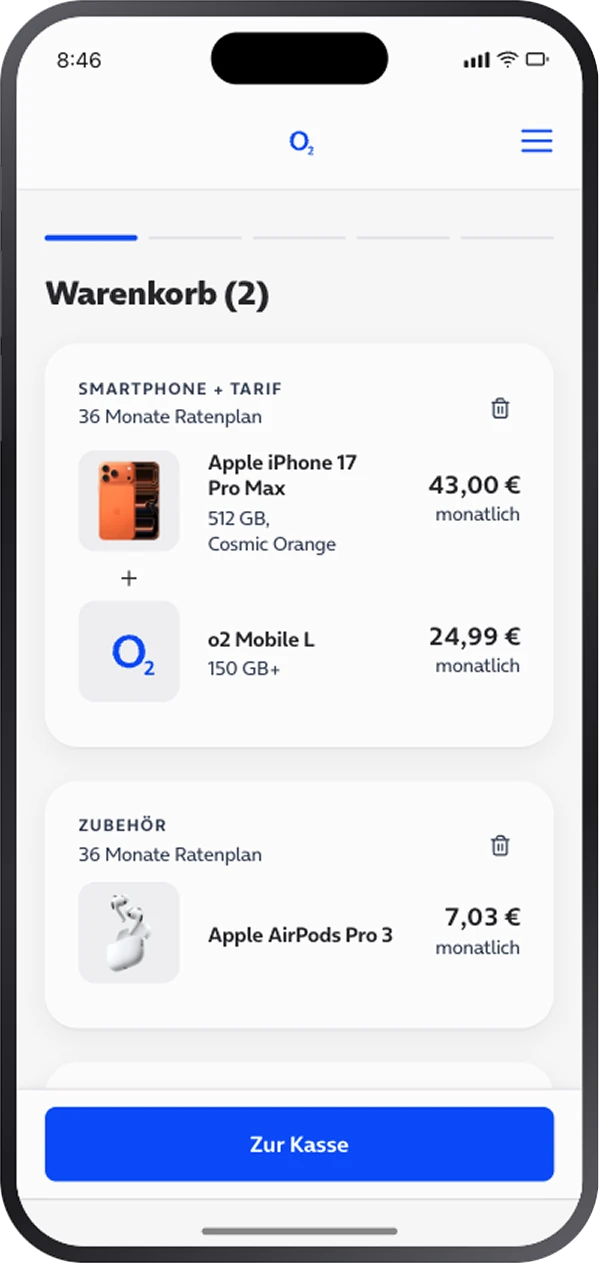 8:46
O2
Warenkorb (2)
SMARTPHONE + TARIF
36 Monate Ratenplan
Apple iPhone 17
Pro Max
512 GB,
Cosmic Orange
43,00 €
monatlich
+
O2
o2 Mobile L
150 GB+
24,99 €
monatlich
ZUBEHÖR
36 Monate Ratenplan
Apple AirPods Pro 3
7,03 €
monatlich
Zur Kasse